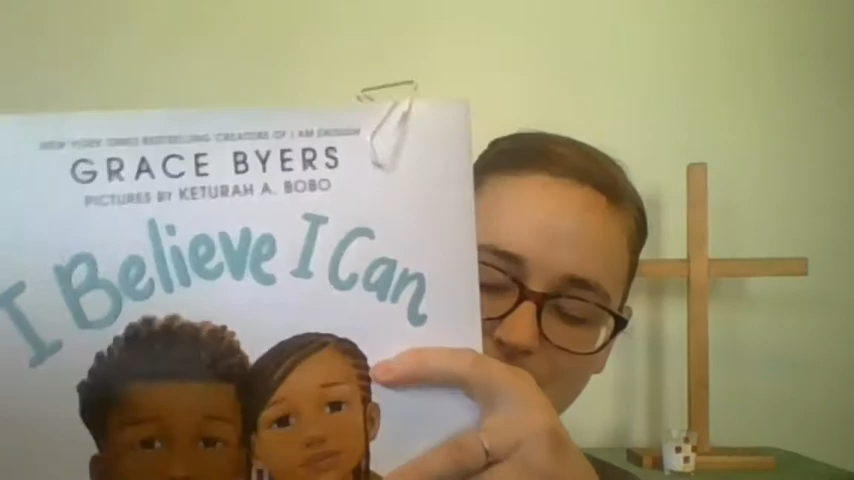 NEW YORK TIMES BESTSELLING CREATORS OF I AM ENOUGH
GRACE BYERS
PICTURES BY KETURAH A. BOBO
I Believe I Can